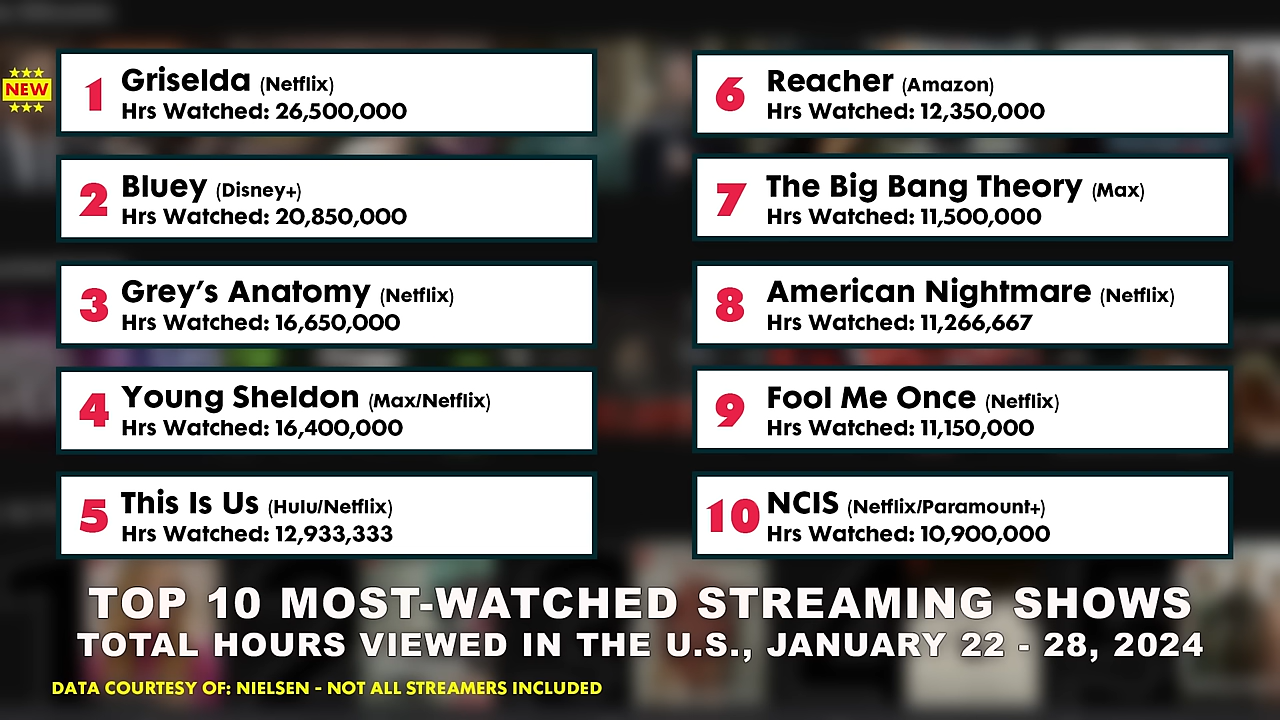 NEW
1
Griselda (Netflix)
Hrs Watched: 26,500,000
2
Bluey (Disney+)
Hrs Watched: 20,850,000
3
Grey's Anatomy (Netflix)
Hrs Watched: 16,650,000
4
Young Sheldon (Max/Netflix)
Hrs Watched: 16,400,000
5
This Is Us (Hulu/Netflix)
Hrs Watched: 12,933,333
6
Reacher (Amazon)
Hrs Watched: 12,350,000
7
The Big Bang Theory (Max)
Hrs Watched: 11,500,000
8
American Nightmare (Netflix)
Hrs Watched: 11,266,667
9
Fool Me Once (Netflix)
Hrs Watched: 11,150,000
10
NCIS (Netflix/Paramount+)
Hrs Watched: 10,900,000
TOP 10 MOST-WATCHED STREAMING SHOWS
TOTAL HOURS VIEWED IN THE U.S., JANUARY 22 - 28, 2024
DATA COURTESY OF: NIELSEN - NOT ALL STREAMERS INCLUDED